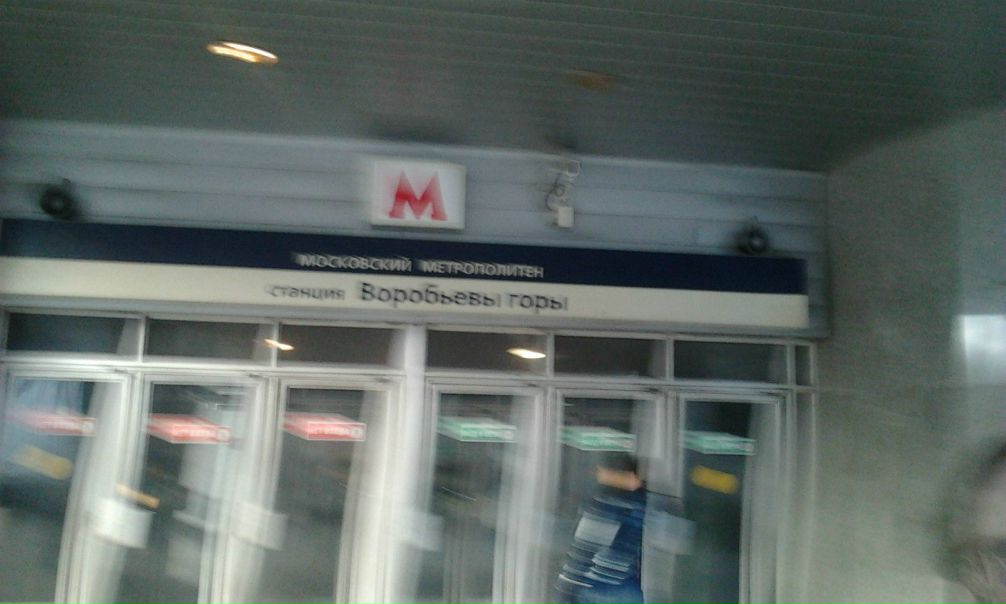 М
МОСКОВСКИЙ МЕТРОПОЛИТЕН
станция Воробьевы горы